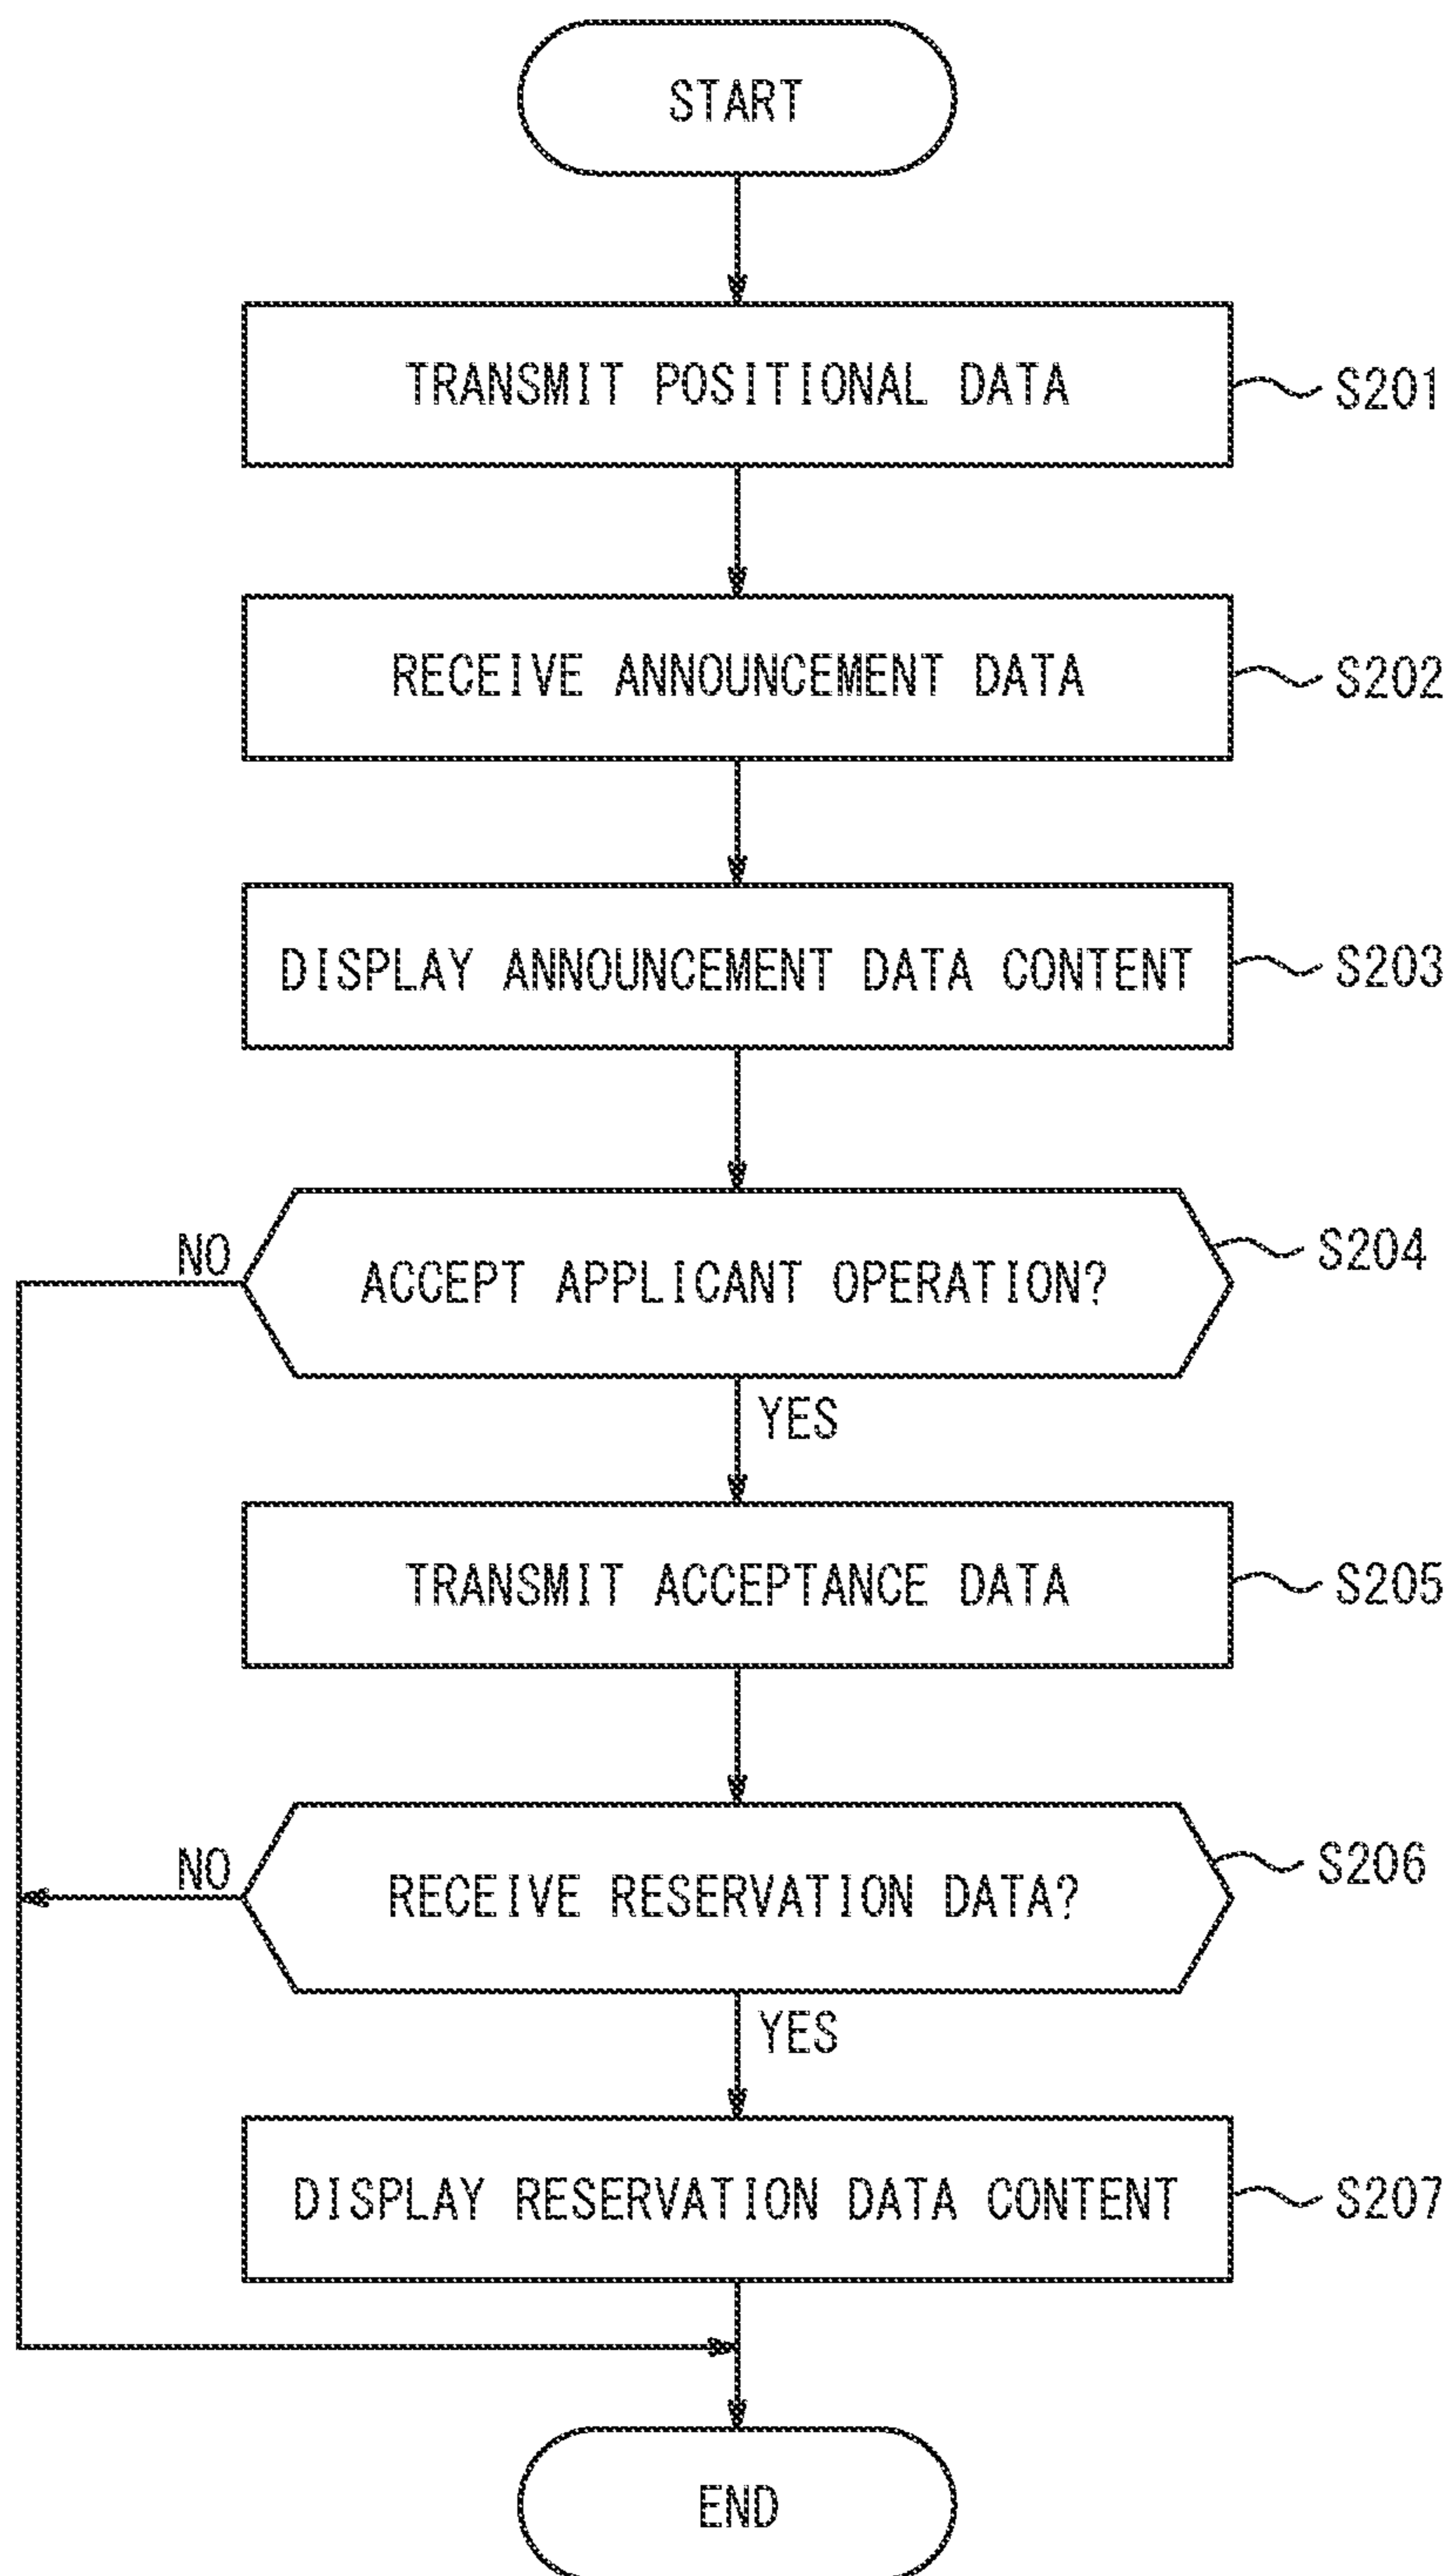 START
TRANSMIT POSITIONAL DATA
S201
RECEIVE ANNOUNCEMENT DATA
S202
DISPLAY ANNOUNCEMENT DATA CONTENT
S203
NO
ACCEPT APPLICANT OPERATION?
S204
YES
TRANSMIT ACCEPTANCE DATA
S205
NO
RECEIVE RESERVATION DATA?
S206
YES
DISPLAY RESERVATION DATA CONTENT
S207
END